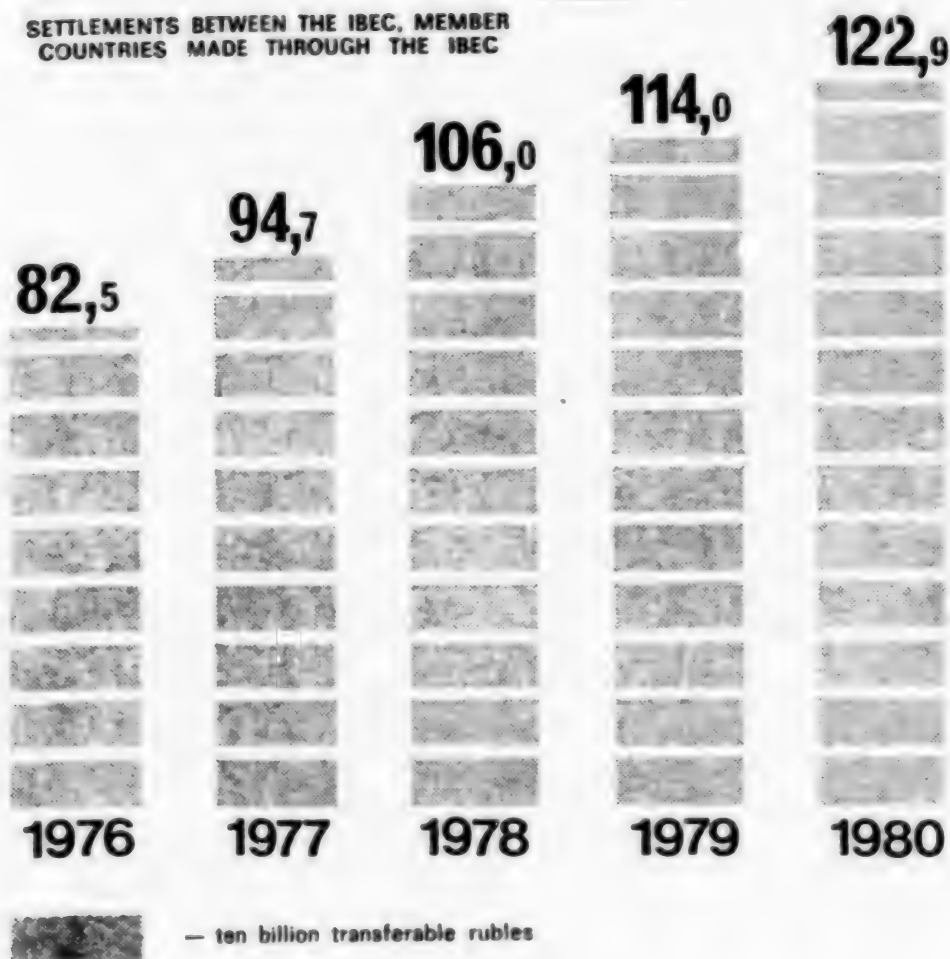 SETTLEMENTS BETWEEN THE IBEC, MEMBER
COUNTRIES MADE THROUGH THE IBEC
82,5
94,7
106,0
114,0
122,9
1976 1977 1978 1979 1980
— ten billion transferable rubles